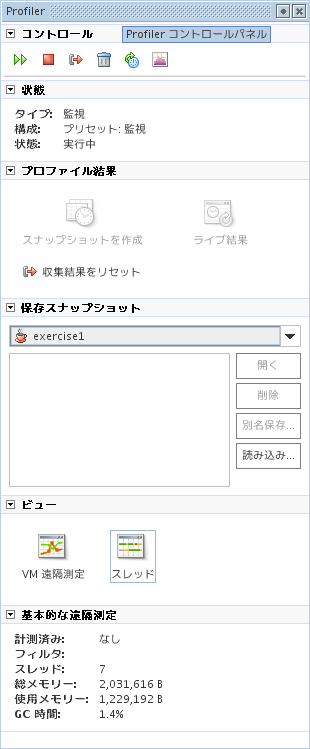 Profiler
コントロール
Profiler コントロールパネル
状態
タイプ: 監視
構成: プリセット: 監視
状態: 実行中
プロファイル結果
スナップショットを作成 ライブ結果
収集結果をリセット
保存スナップショット
exercise1
開く
削除
別名保存...
読み込み...
ビュー
VM 遠隔測定 スレッド
基本的な遠隔測定
計測済み: なし
フィルタ:
スレッド: 7
総メモリー: 2,031,616 B
使用メモリー: 1,229,192 B
GC 時間: 1.4%